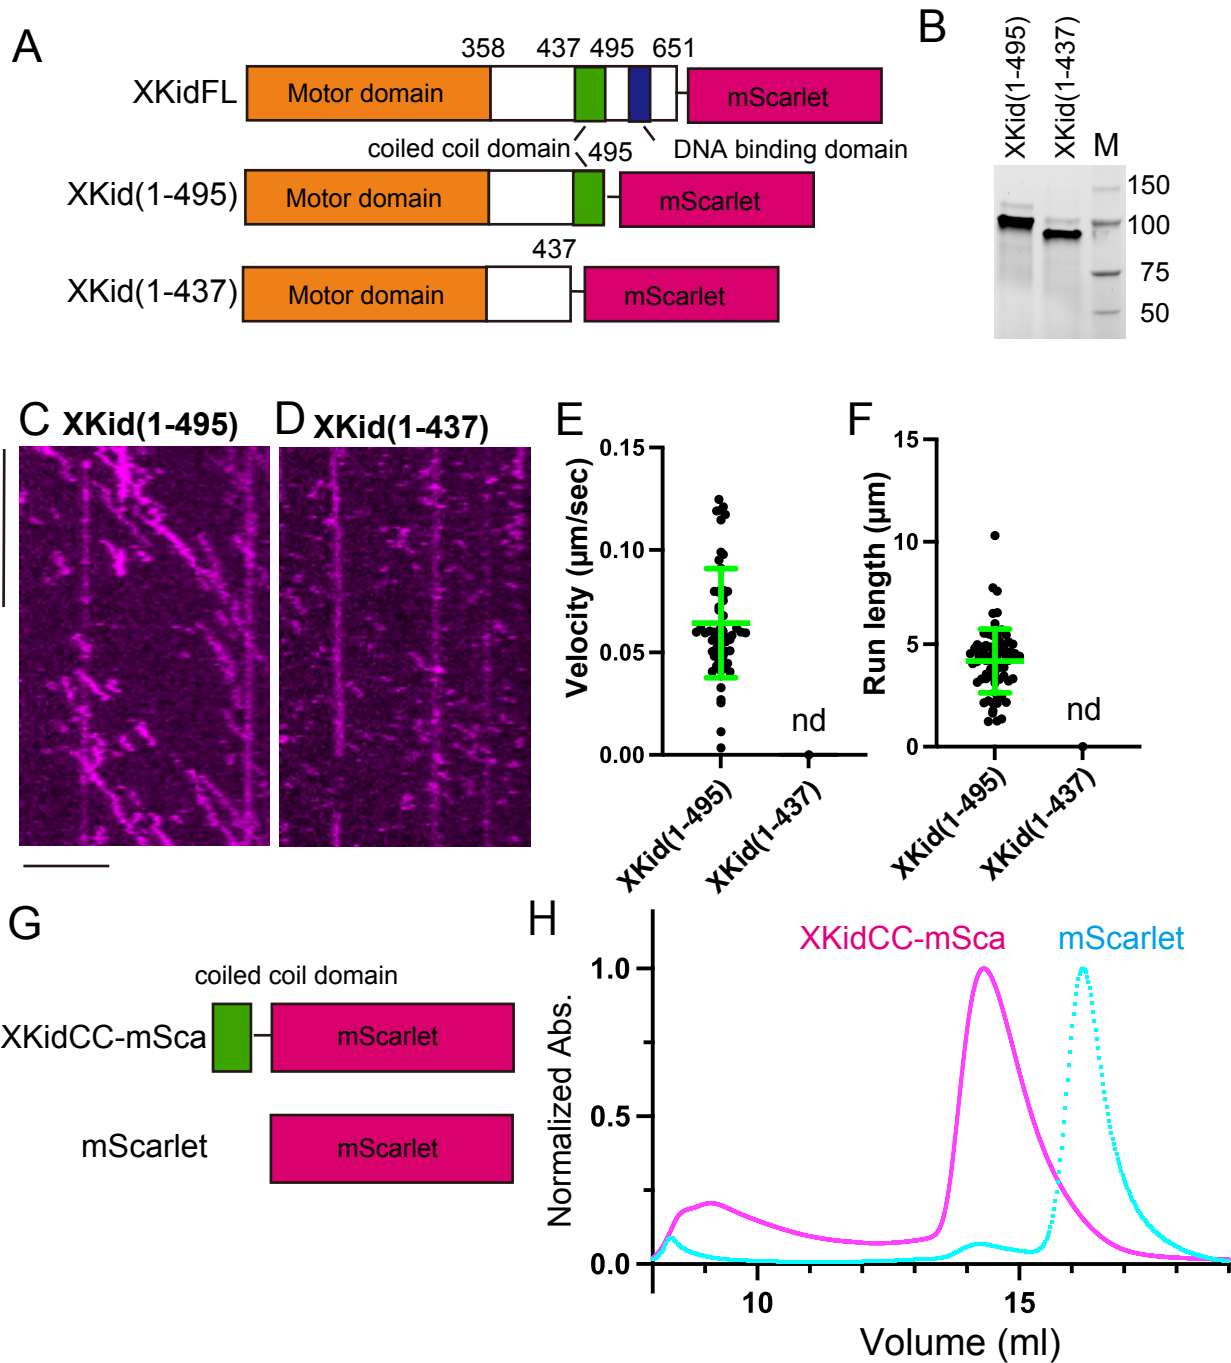 A
358 437 495 651
XKidFL
Motor domain
mScarlet
coiled coil domain
495
DNA binding domain
XKid(1-495)
Motor domain
mScarlet
437
XKid(1-437)
Motor domain
mScarlet
B
XKid(1-495)
XKid(1-437)
M
150
100
75
50
C XKid(1-495)
D XKid(1-437)
E
Velocity (µm/sec)
0.15
0.10
0.05
0.00
nd
XKid(1-495)
XKid(1-437)
F
Run length (µm)
15
10
5
0
nd
XKid(1-495)
XKid(1-437)
G
coiled coil domain
XKidCC-mSca
mScarlet
mScarlet
mScarlet
H
XKidCC-mSca
mScarlet
Normalized Abs.
1.0
0.5
0.0
10
15
Volume (ml)